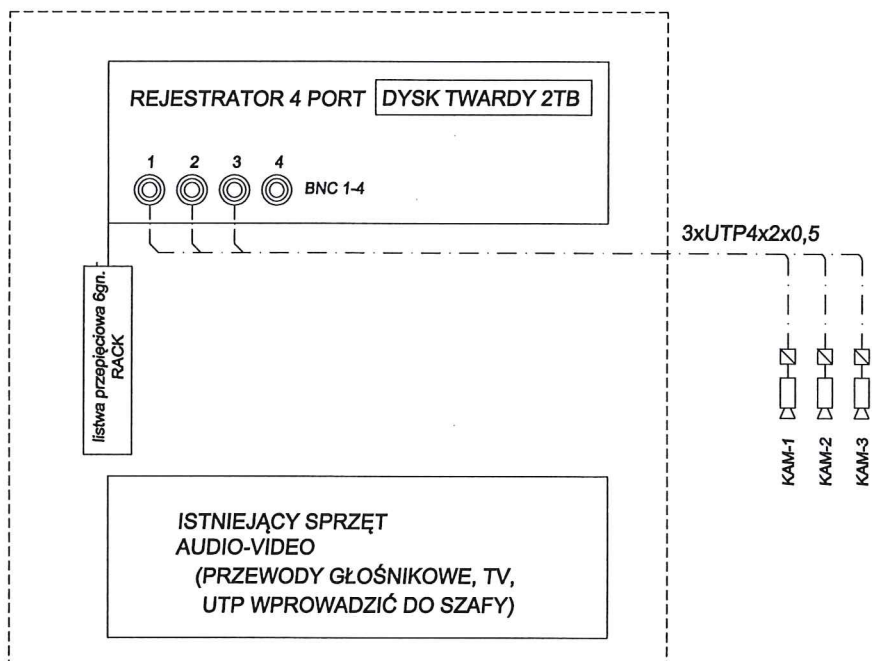 REJESTRATOR 4 PORT DYSK TWARDY 2TB
1 2 3 4
BNC 1-4
3xUTP4x2x0,5
listwa przepięciowa 6gn.
RACK
KAM-1
KAM-2
KAM-3
ISTNIEJĄCY SPRZĘT
AUDIO-VIDEO
(PRZEWODY GŁOŚNIKOWE, TV,
UTP WPROWADZIĆ DO SZAFY)